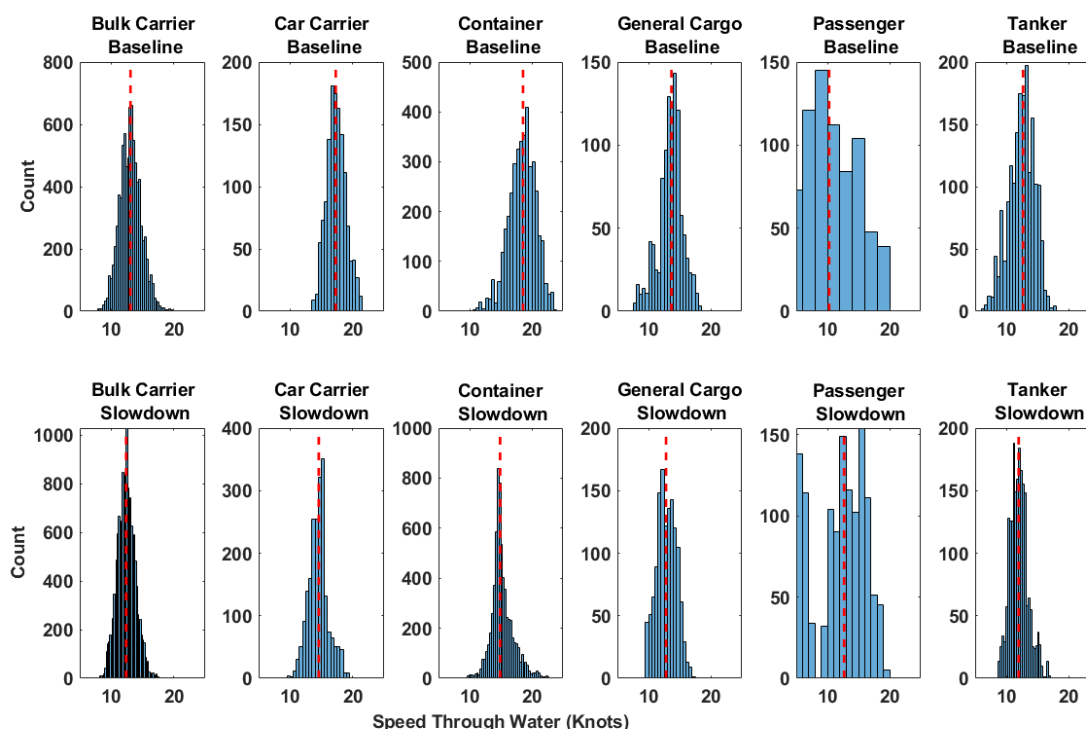 Bulk Carrier
Baseline
Car Carrier
Baseline
Container
Baseline
General Cargo
Baseline
Passenger
Baseline
Tanker
Baseline
Count
800
600
400
200
0
10 20
200
150
100
50
0
10 20
500
400
300
200
100
0
10 20
150
100
50
0
10 20
150
100
50
0
10 20
200
150
100
50
0
10 20
Bulk Carrier
Slowdown
Car Carrier
Slowdown
Container
Slowdown
General Cargo
Slowdown
Passenger
Slowdown
Tanker
Slowdown
Count
1000
800
600
400
200
0
10 20
400
300
200
100
0
10 20
1000
800
600
400
200
0
10 20
200
150
100
50
0
10 20
150
100
50
0
10 20
200
150
100
50
0
10 20
Speed Through Water (Knots)